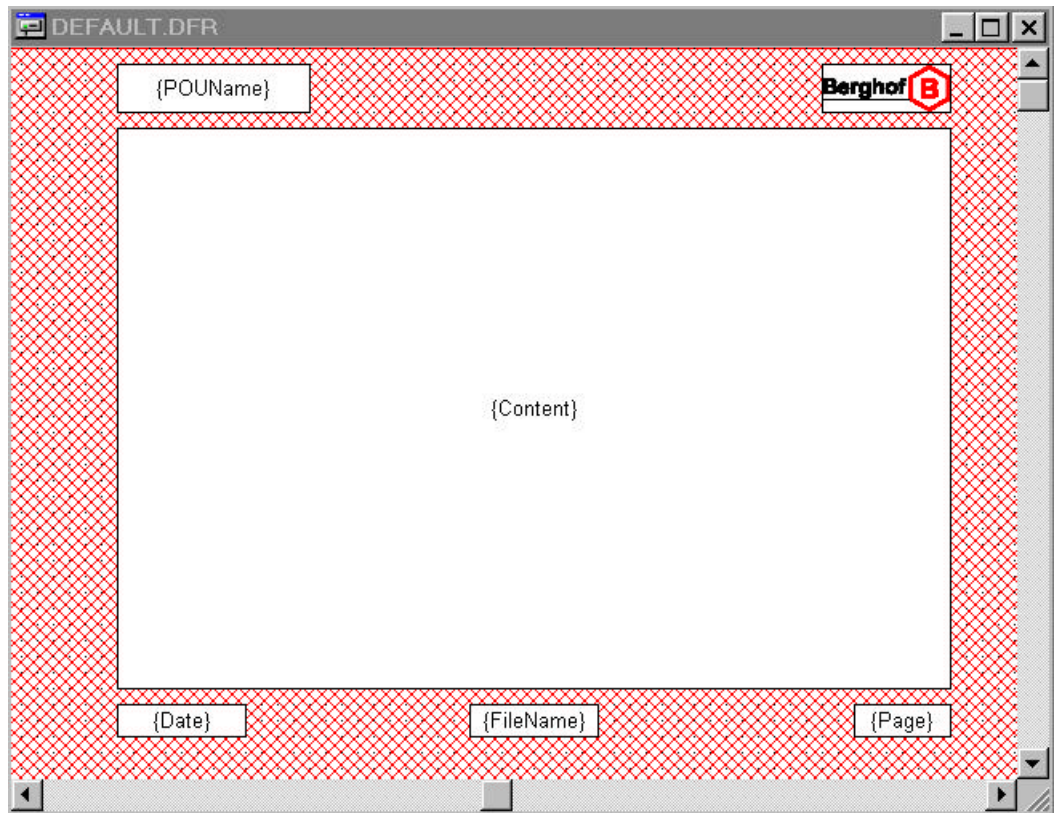 DEFAULT.DFR
{POUName}
Berghof B
{Content}
{Date} {FileName} {Page}